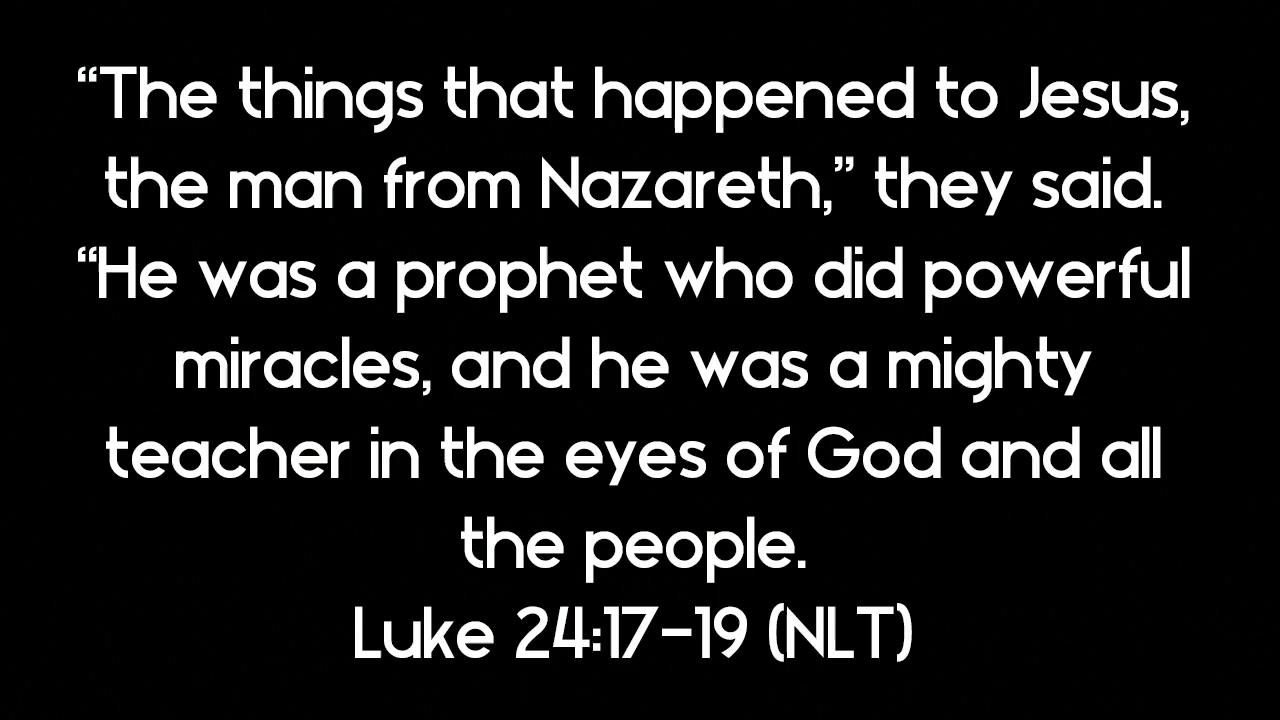 “The things that happened to Jesus,
the man from Nazareth,” they said.
“He was a prophet who did powerful
miracles, and he was a mighty
teacher in the eyes of God and all
the people.
Luke 24:17-19 (NLT)